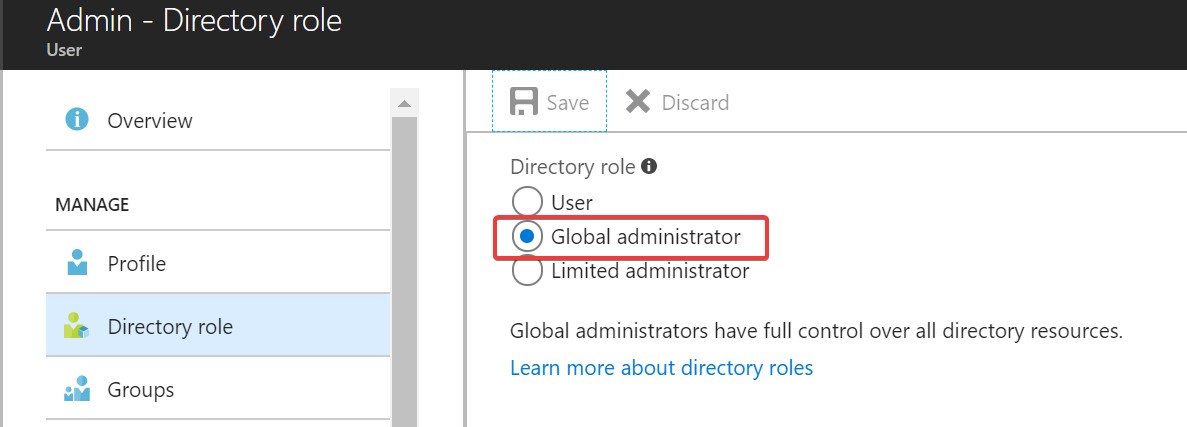 Admin - Directory role
User
Overview
MANAGE
Profile
Directory role
Groups
Save
Discard
Directory role
User
Global administrator
Limited administrator
Global administrators have full control over all directory resources.
Learn more about directory roles